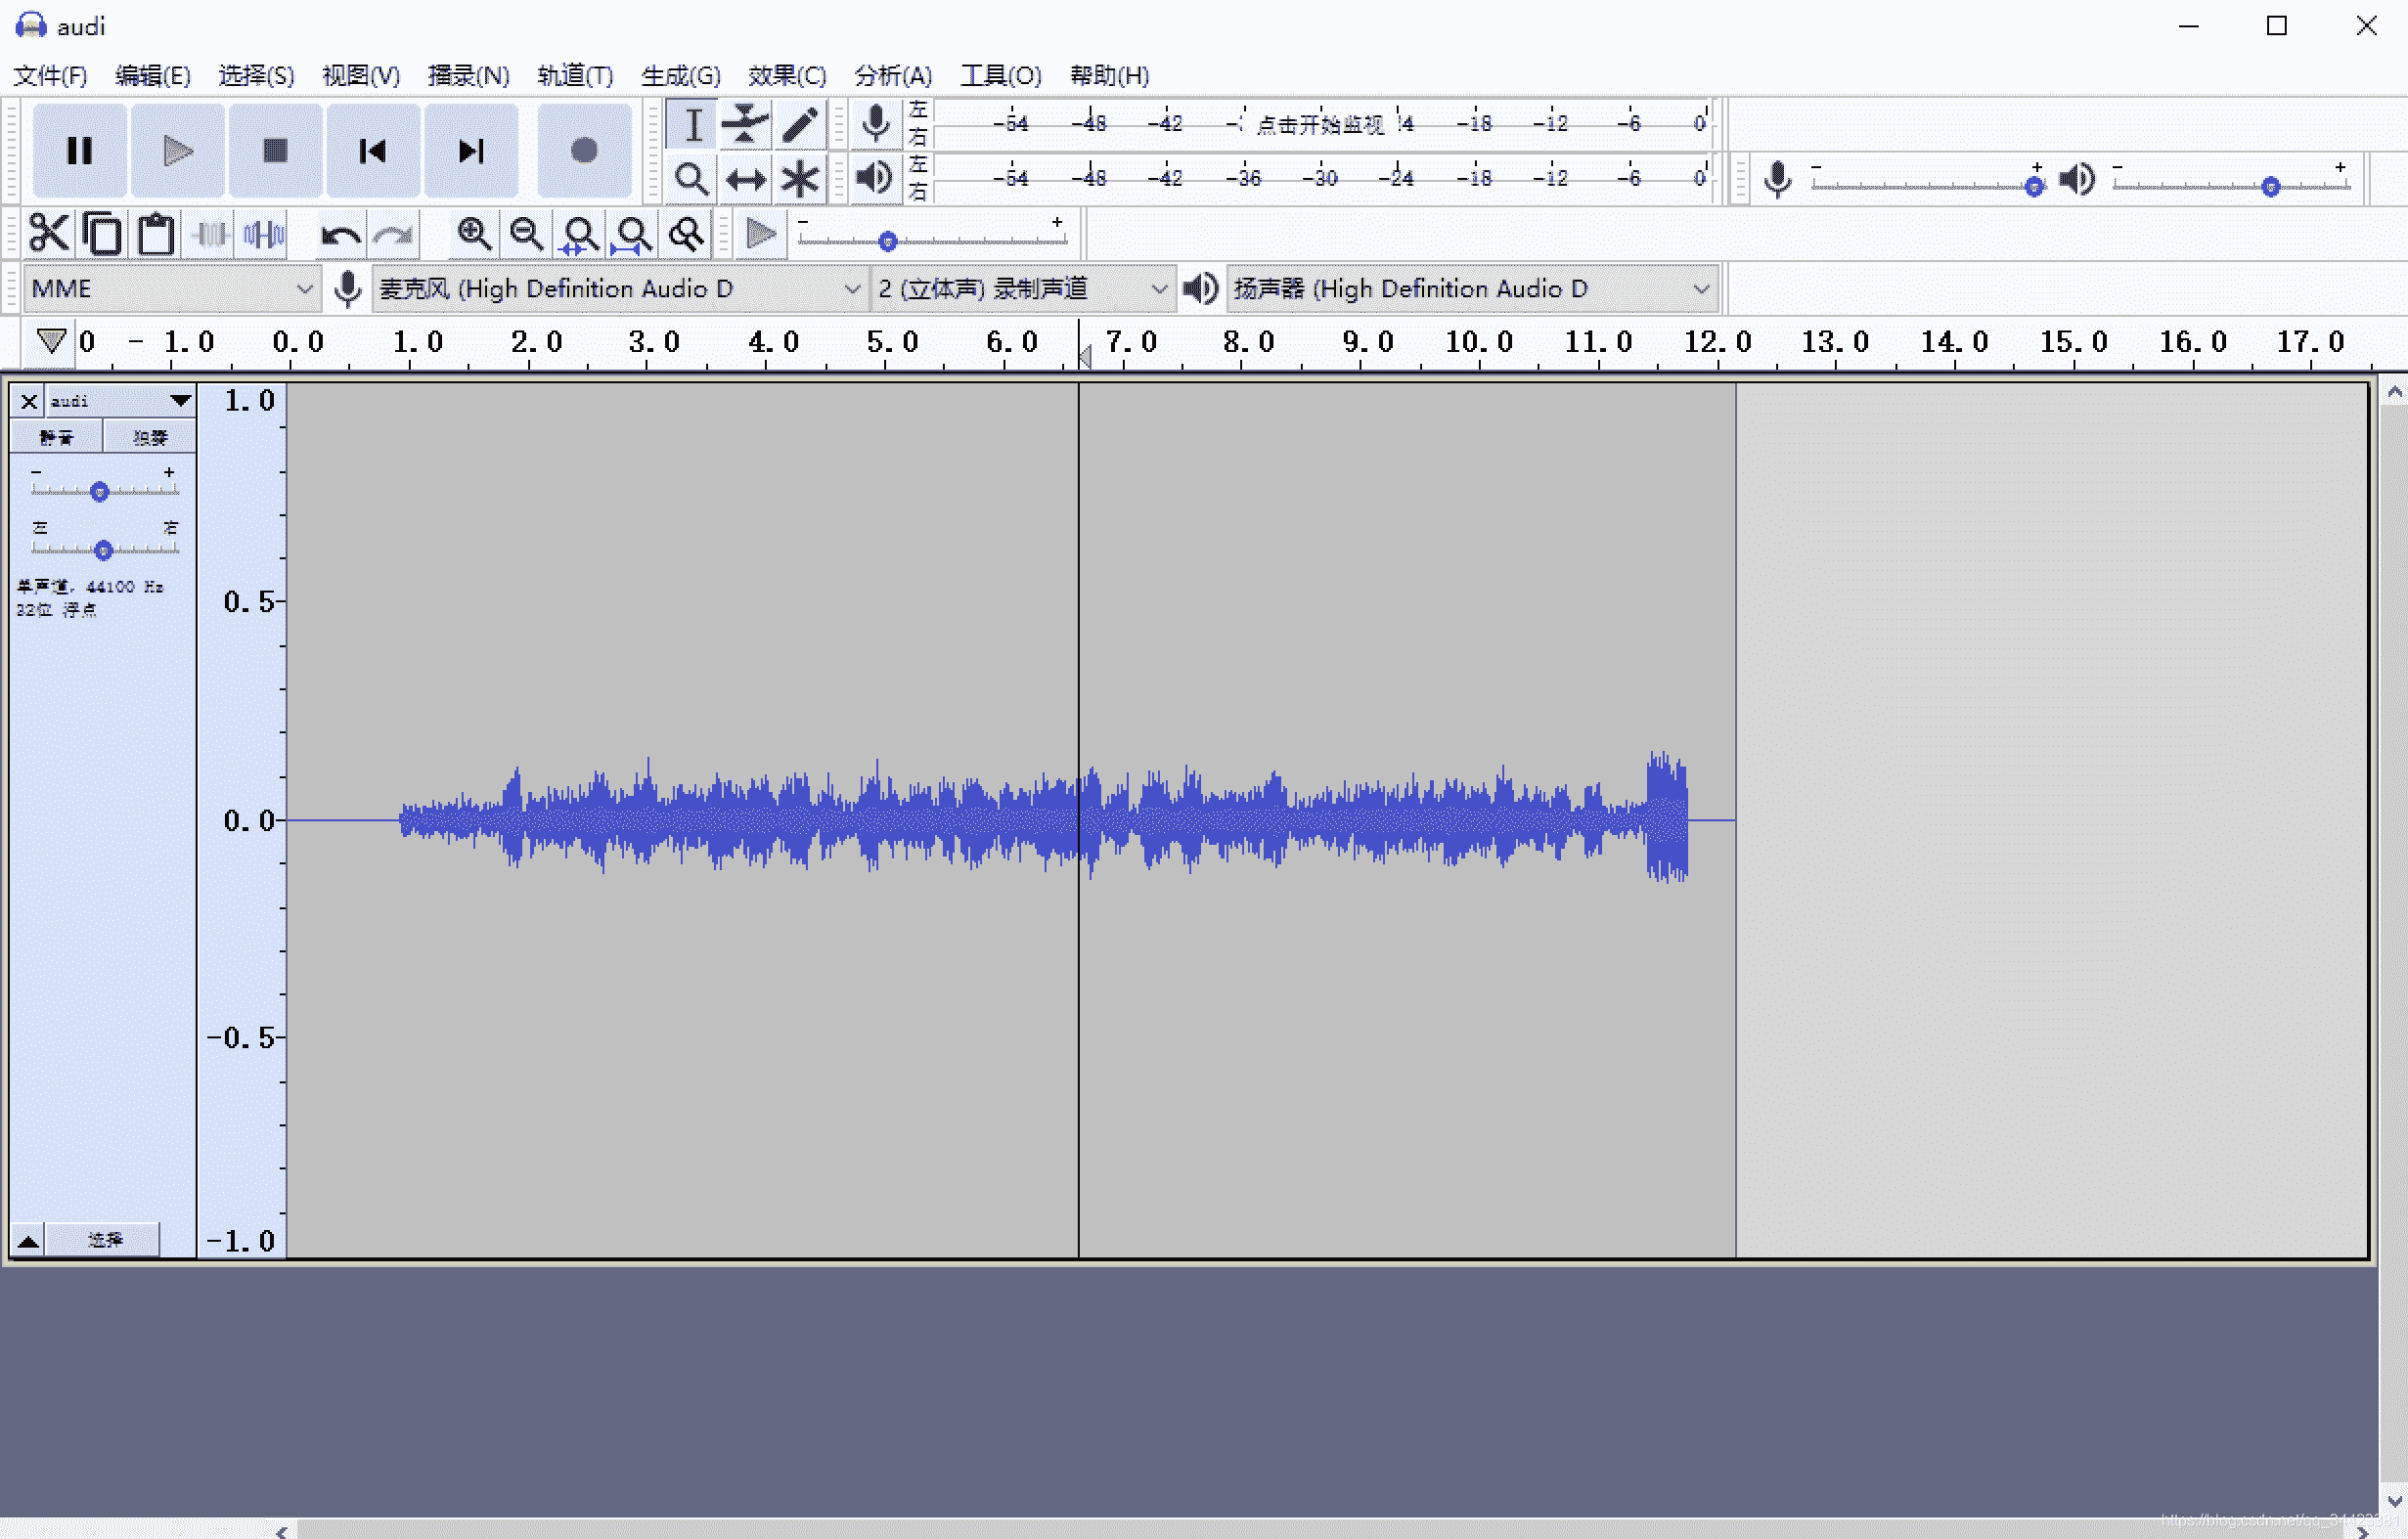 audi
文件(F) 编辑(E) 选择(S) 视图(V) 播录(N) 轨道(T) 生成(G) 效果(C) 分析(A) 工具(O) 帮助(H)
左 右 -54 -48 -42 点击开始监视 -18 -12 -6 0
左 右 -54 -48 -42 -36 -30 -24 -18 -12 -6 0 - + - +
- +
MME 麦克风 (High Definition Audio D 2 (立体声) 录制声道 扬声器 (High Definition Audio D
0 - 1.0 0.0 1.0 2.0 3.0 4.0 5.0 6.0 7.0 8.0 9.0 10.0 11.0 12.0 13.0 14.0 15.0 16.0 17.0
audi 1.0
静音 独奏
- +
左 右
单声道, 44100 Hz
32位 浮点
0.5
0.0
-0.5
-1.0
选择